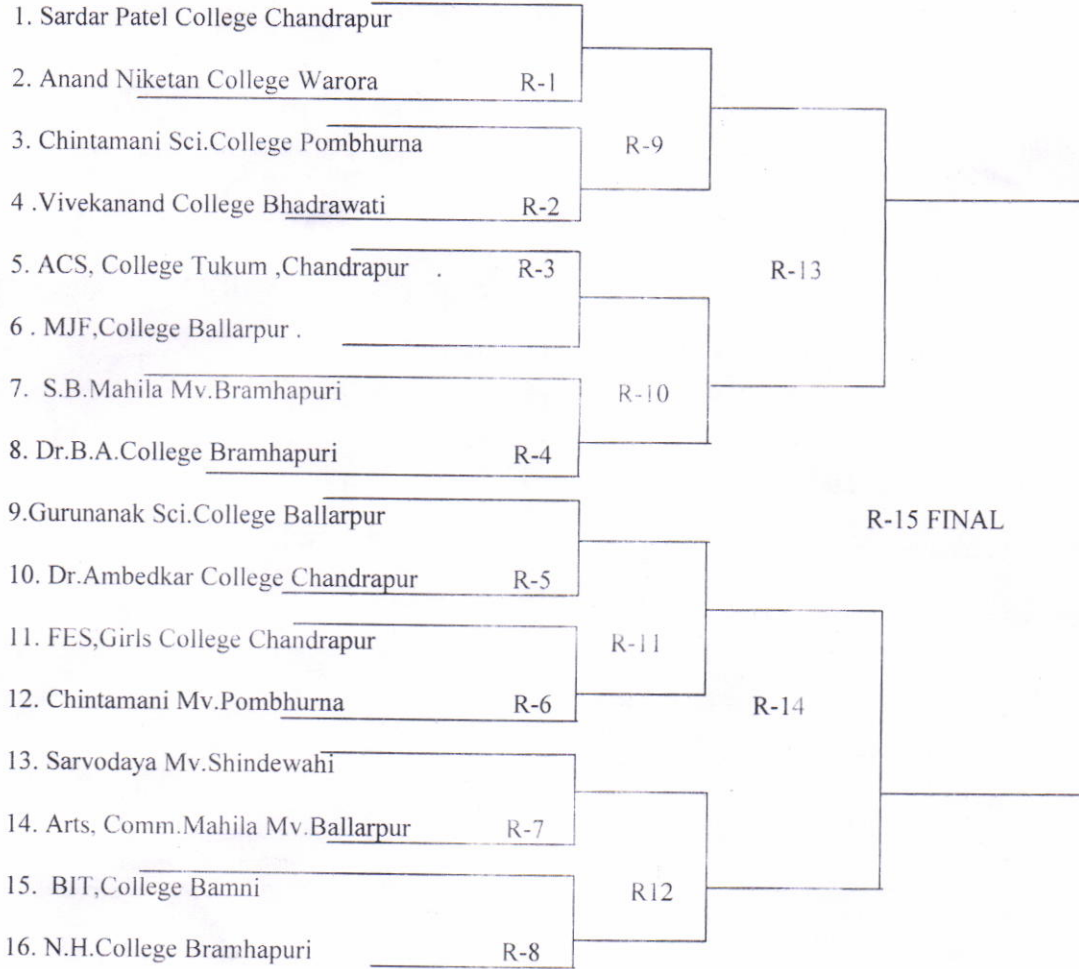 1. Sardar Patel College Chandrapur
2. Anand Niketan College Warora R-1
3. Chintamani Sci.College Pombhurna R-9
4 .Vivekanand College Bhadrawati R-2
5. ACS, College Tukum ,Chandrapur . R-3 R-13
6 . MJF,College Ballarpur .
7. S.B.Mahila Mv.Bramhapuri R-10
8. Dr.B.A.College Bramhapuri R-4
9.Gurunanak Sci.College Ballarpur R-15 FINAL
10. Dr.Ambedkar College Chandrapur R-5
11. FES,Girls College Chandrapur R-11
12. Chintamani Mv.Pombhurna R-6 R-14
13. Sarvodaya Mv.Shindewahi
14. Arts, Comm.Mahila Mv.Ballarpur R-7
15. BIT,College Bamni R12
16. N.H.College Bramhapuri R-8